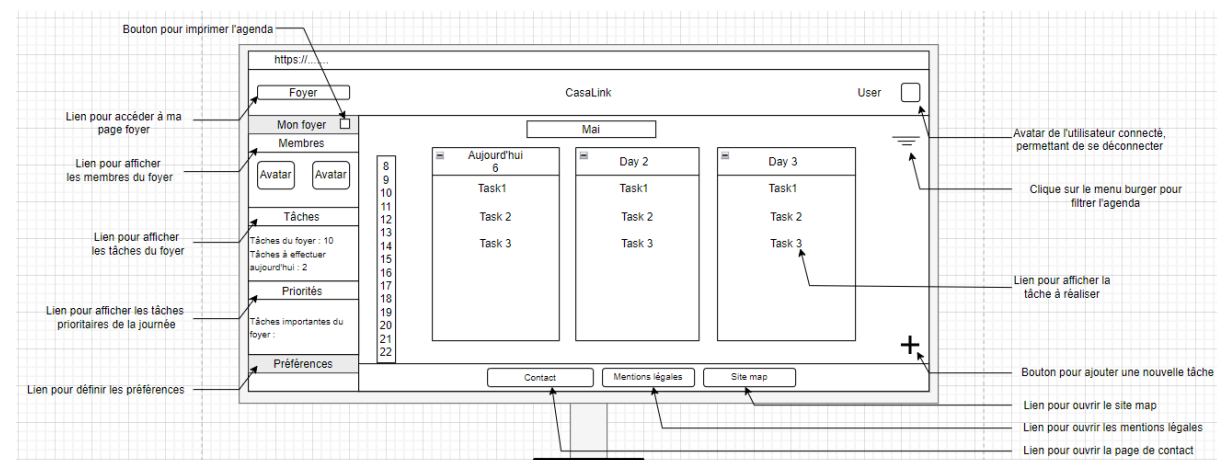 Bouton pour imprimer l'agenda
https://.......
Foyer
CasaLink
User
Lien pour accéder à ma
page foyer
Mon foyer
Mai
Avatar de l'utilisateur connecté,
permettant de se déconnecter
Membres
Lien pour afficher
les membres du foyer
Avatar
Avatar
8
9
10
11
12
13
14
15
16
17
18
19
20
21
22
Aujourd'hui
6
Task1
Task 2
Task 3
Day 2
Task1
Task 2
Task 3
Day 3
Task1
Task 2
Task 3
Clique sur le menu burger pour
filtrer l'agenda
Tâches
Lien pour afficher
les tâches du foyer
Tâches du foyer : 10
Tâches à effectuer
aujourd'hui : 2
Lien pour afficher la
tâche à réaliser
Priorités
Lien pour afficher les tâches
prioritaires de la journée
Tâches importantes du
foyer :
Préférences
Lien pour définir les préférences
Bouton pour ajouter une nouvelle tâche
Contact
Mentions légales
Site map
Lien pour ouvrir le site map
Lien pour ouvrir les mentions légales
Lien pour ouvrir la page de contact